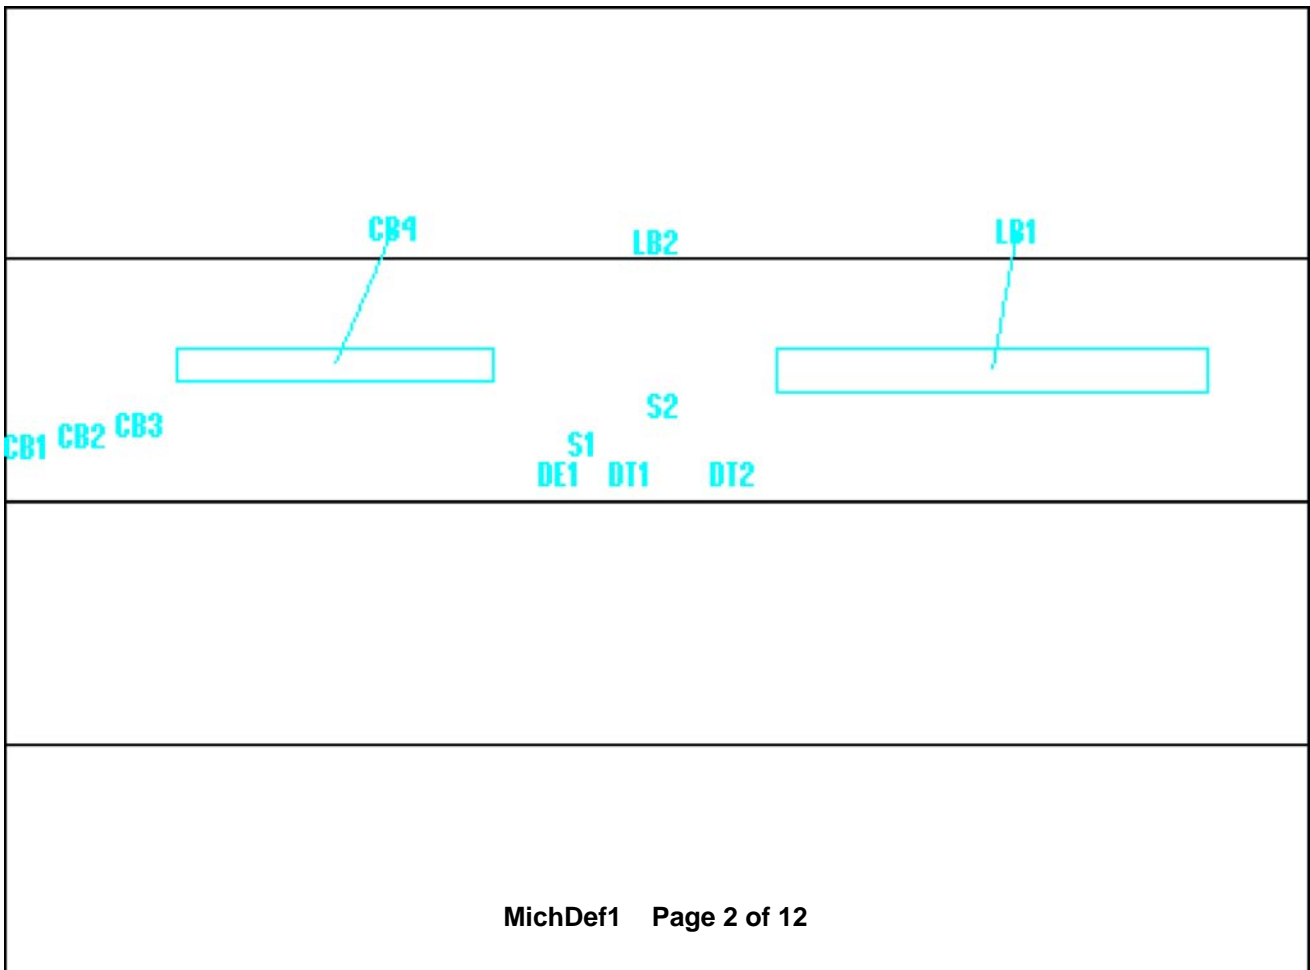 CB4 LB2 LB1
S2
CB1 CB2 CB3 S1
DE1 DT1 DT2
MichDef1 Page 2 of 12